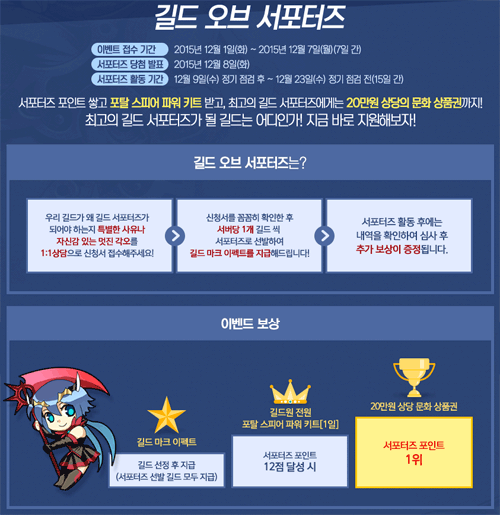 길드 오브 서포터즈
이벤트 접수 기간 2015년 12월 1일(화) ~ 2015년 12월 7일(월)(7일 간)
서포터즈 당첨 발표 2015년 12월 8일(화)
서포터즈 활동 기간 12월 9일(수) 정기 점검 후 ~ 12월 23일(수) 정기 점검 전(15일 간)
서포터즈 포인트 쌓고 포탈 스피어 파워 키트 받고, 최고의 길드 서포터즈에게는 20만원 상당의 문화 상품권까지!
최고의 길드 서포터즈가 될 길드는 어디인가! 지금 바로 지원해보자!
길드 오브 서포터즈는?
우리 길드가 왜 길드 서포터즈가
되어야 하는지 특별한 사유나
자신감 있는 멋진 각오를
1:1상담으로 신청서 접수해주세요!
신청서를 꼼꼼히 확인한 후
서버당 1개 길드 씩
서포터즈로 선발하여
길드 마크 이펙트를 지급해드립니다!
서포터즈 활동 후에는
내역을 확인하여 심사 후
추가 보상이 증정됩니다.
이벤드 보상
길드 마크 이펙트
길드 선정 후 지급
(서포터즈 선발 길드 모두 지급)
길드원 전원
포탈 스피어 파워 키트[1일]
서포터즈 포인트
12점 달성 시
20만원 상당 문화 상품권
서포터즈 포인트
1위